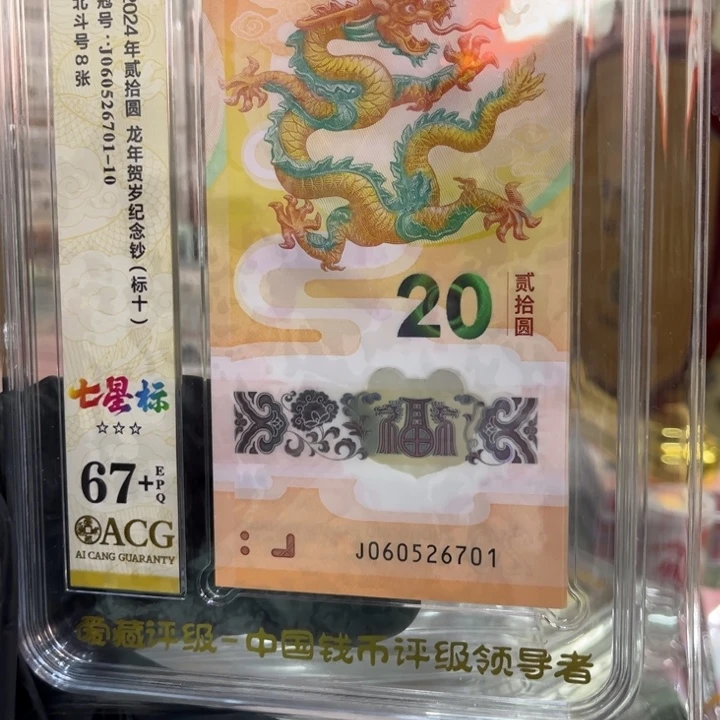 2024年贰拾圆 龙年贺岁纪念钞(标十)
冠号:J060526701-10
北斗号8张
七星标
☆☆☆
67+EPQ
ACG
AI CANG GUARANTY
20
贰拾圆
福
J060526701
爱藏评级-中国钱币评级领导者